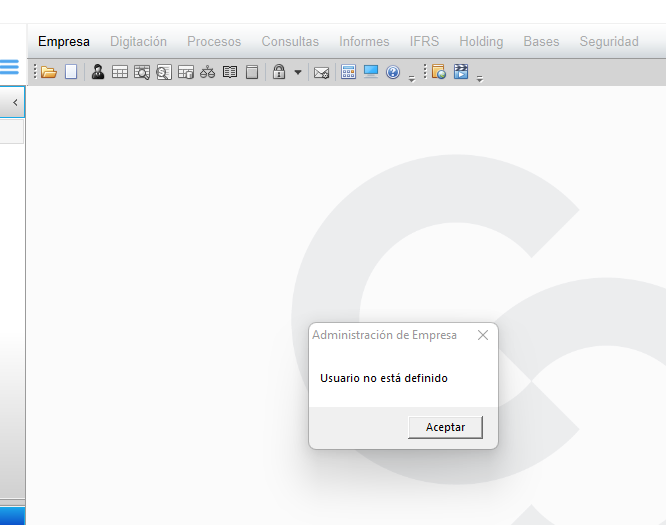 Empresa Digitación Procesos Consultas Informes IFRS Holding Bases Seguridad
Administración de Empresa
Usuario no está definido
Aceptar